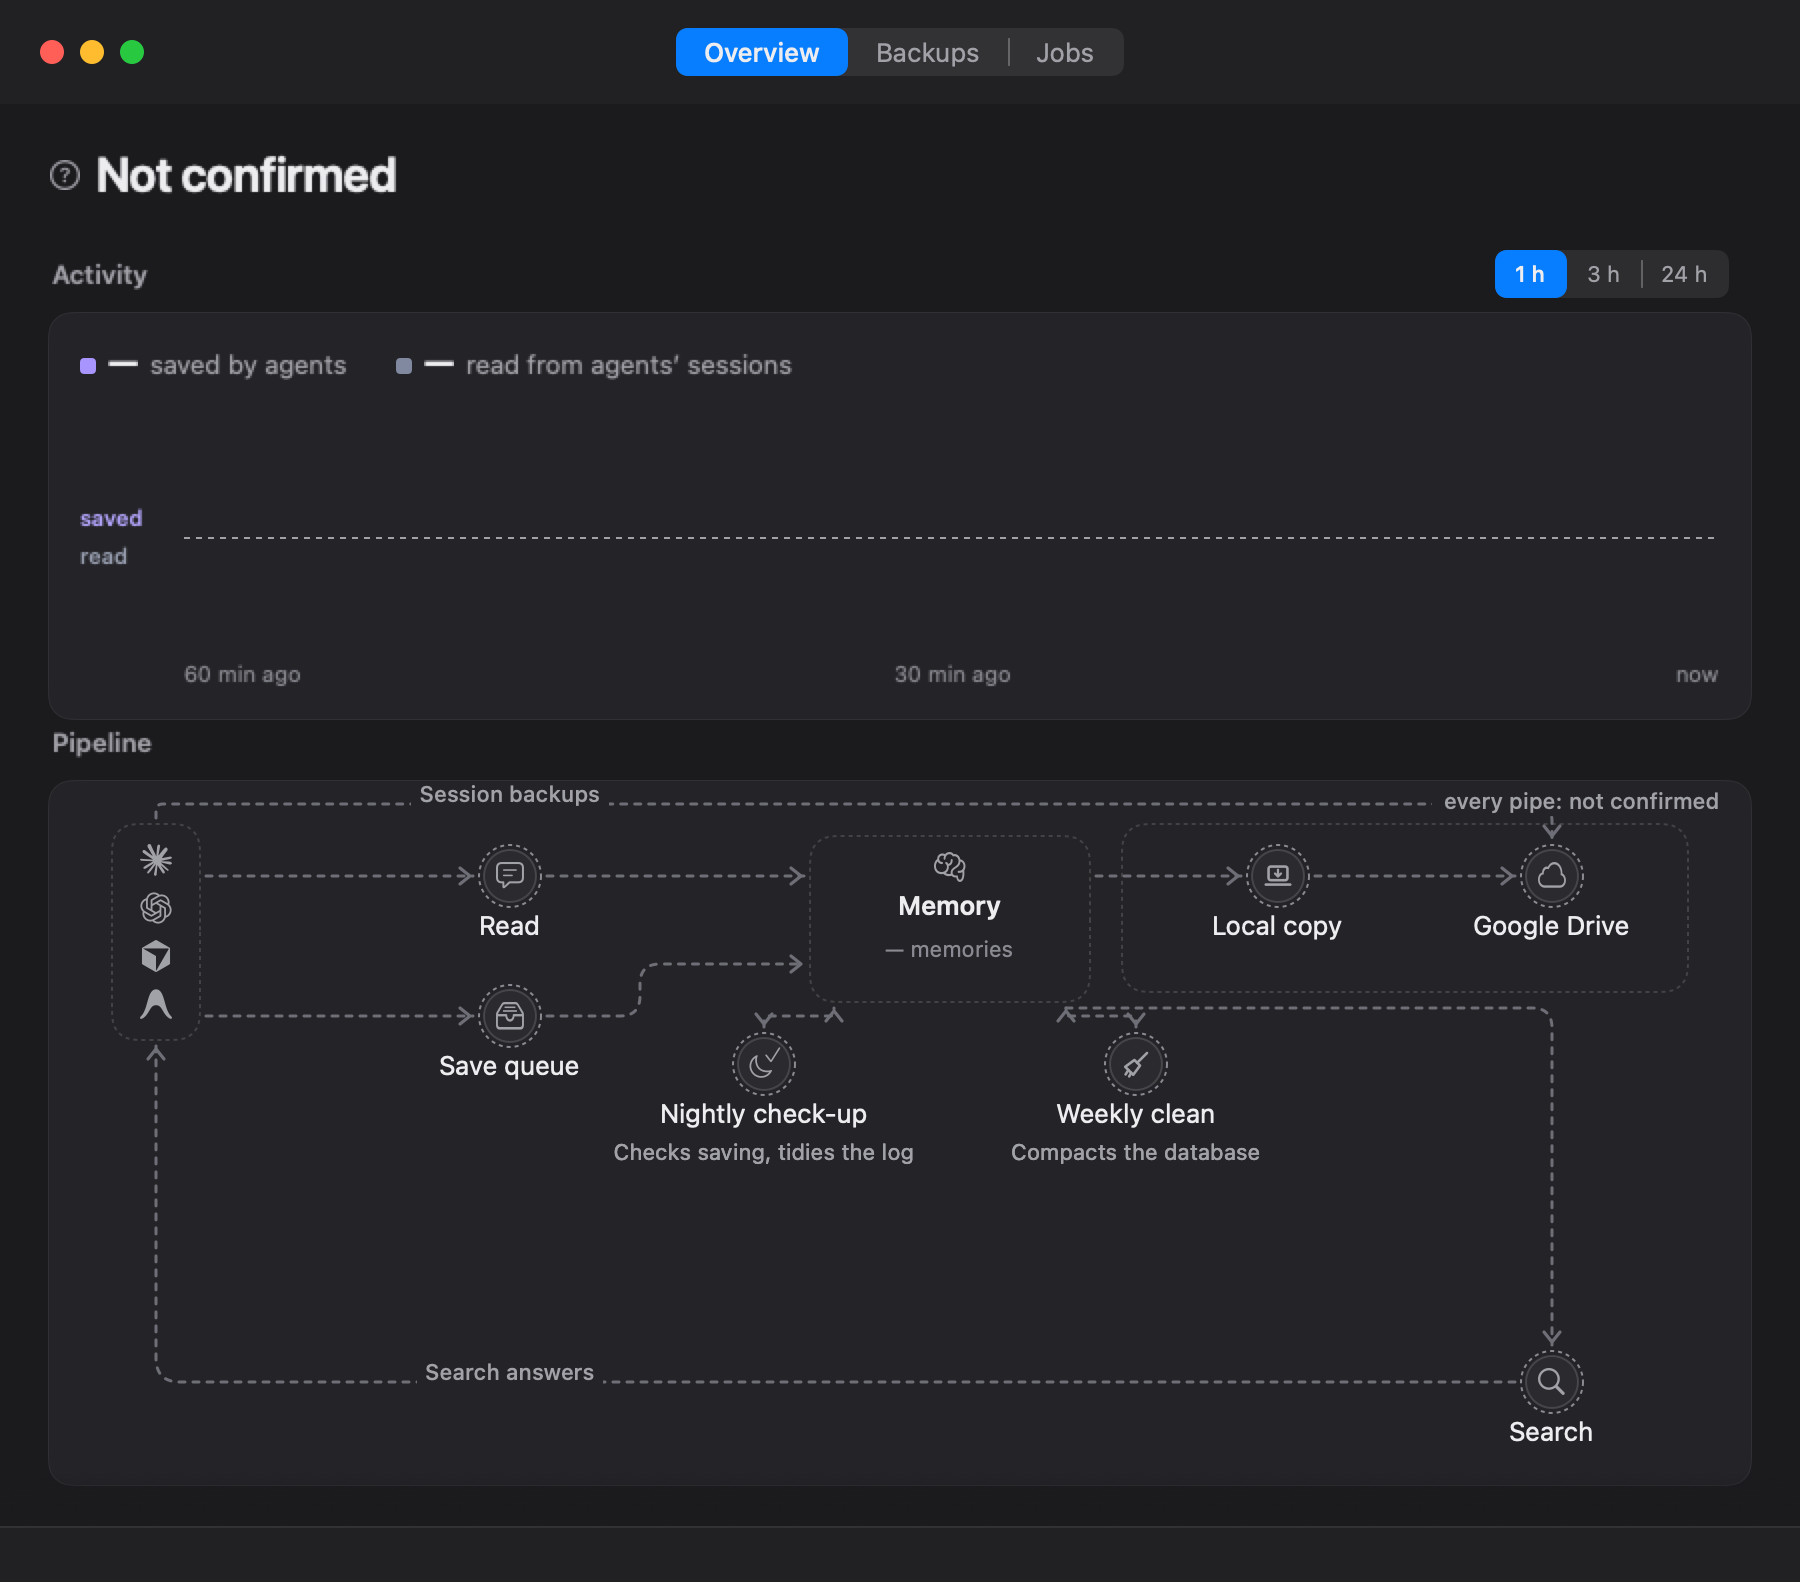 Overview
Backups
Jobs
Not confirmed
Activity
1 h
3 h
24 h
— saved by agents
— read from agents’ sessions
saved
read
60 min ago
30 min ago
now
Pipeline
Session backups
every pipe: not confirmed
Read
Memory
— memories
Local copy
Google Drive
Save queue
Nightly check-up
Checks saving, tidies the log
Weekly clean
Compacts the database
Search answers
Search